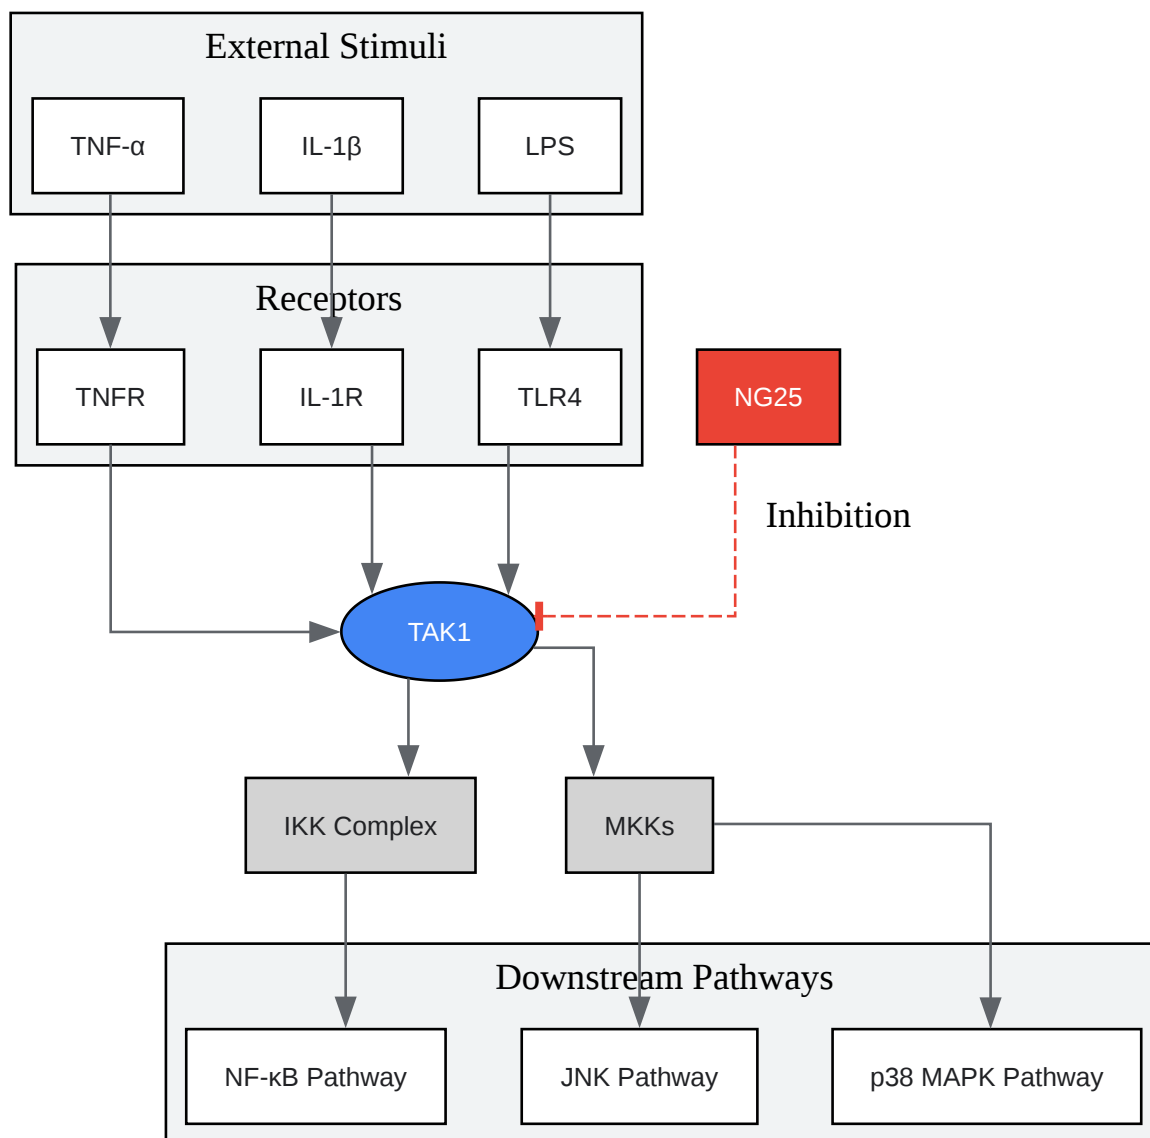 External Stimuli
TNF-α
IL-1β
LPS
Receptors
TNFR
IL-1R
TLR4
NG25
Inhibition
TAK1
IKK Complex
MKKs
Downstream Pathways
NF-κB Pathway
JNK Pathway
p38 MAPK Pathway